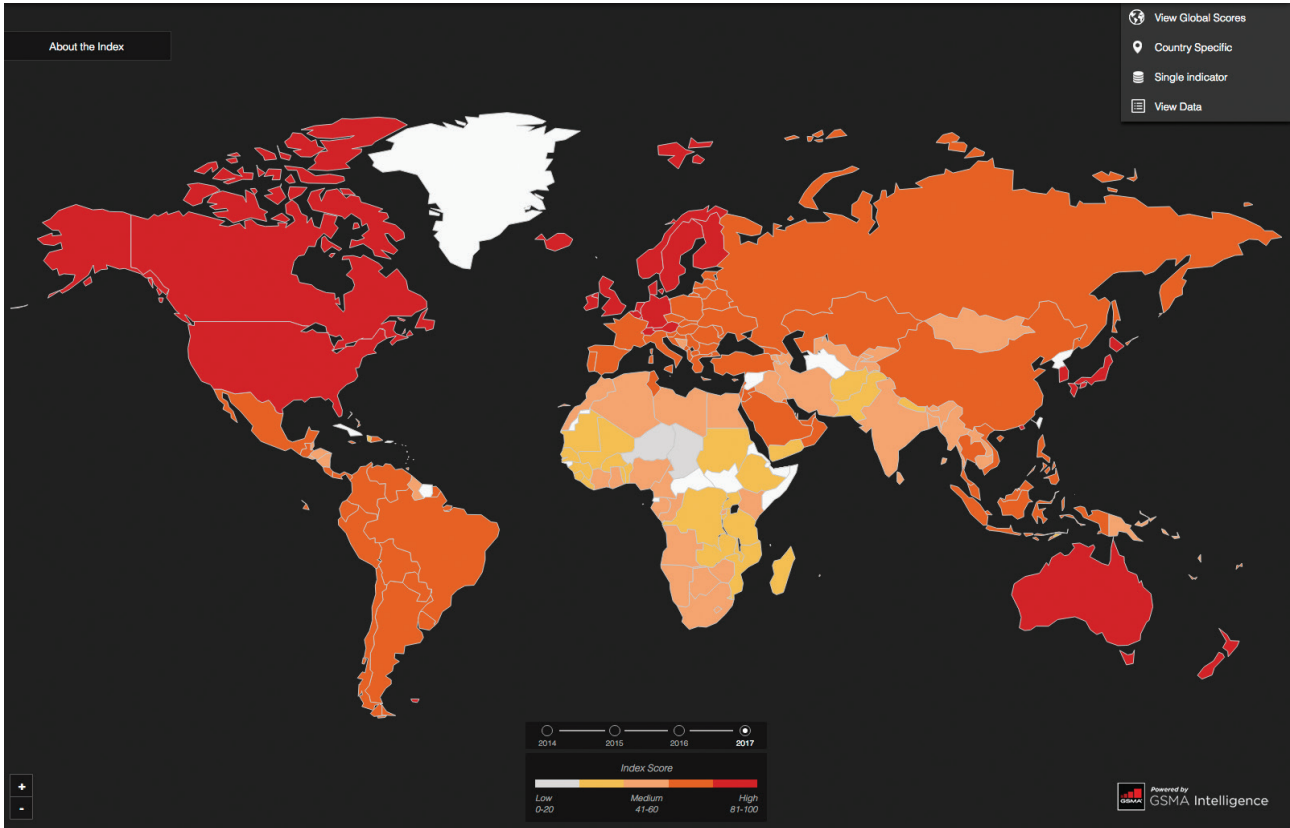 View Global Scores
About the Index
Country Specific
Single indicator
View Data
2014 2015 2016 2017
Index Score
Low Medium High
0-20 41-60 81-100
+
-
GSMA
Powered by
GSMA Intelligence